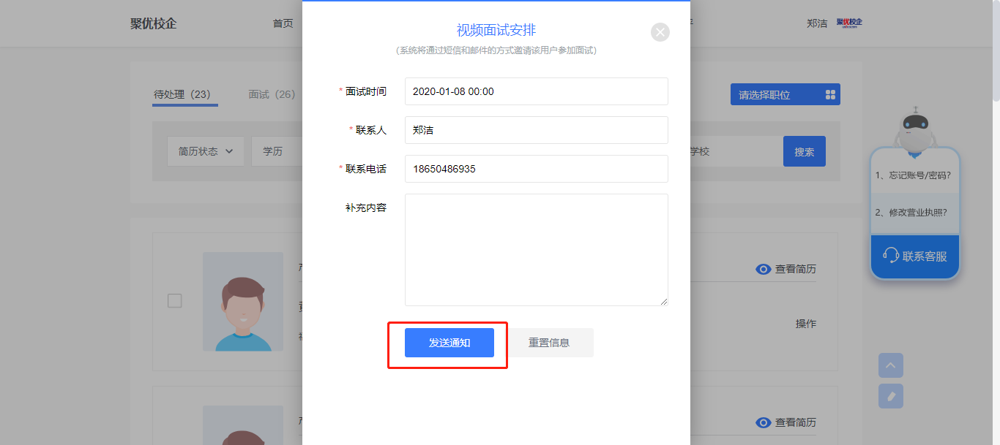 聚优校企
首页
郑洁
聚优校企
视频面试安排
(系统将通过短信和邮件的方式邀请该用户参加面试)
待处理（23）
面试（26）
请选择职位
* 面试时间
2020-01-08 00:00
* 联系人
郑洁
简历状态
学历
学校
搜索
* 联系电话
18650486935
1、忘记账号/密码?
补充内容
2、修改营业执照?
联系客服
查看简历
操作
发送通知
重置信息
查看简历